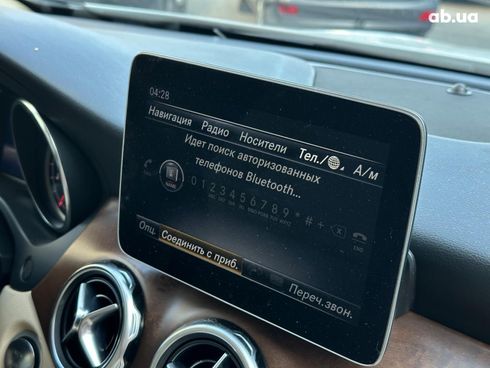 ab.ua
04:28
Навигация Радио Носители Тел./ А/м
Идет поиск авторизованных
телефонов Bluetooth...
0 1 2 3 4 5 6 7 8 9 * # +
Опц. Соединить с приб. Переч.звон.